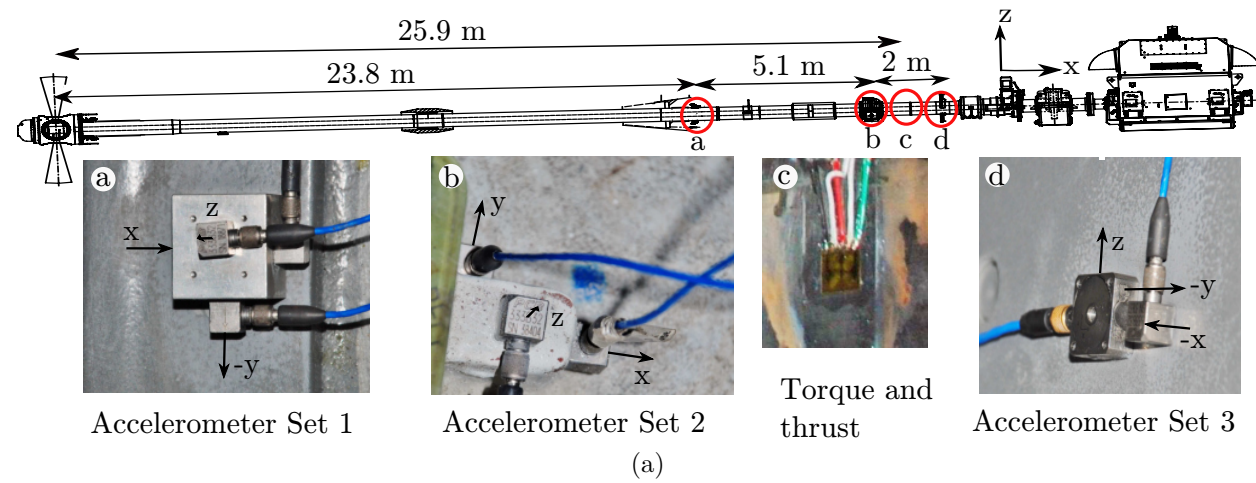 25.9 m
23.8 m
5.1 m
2 m
z
x
a
b
c
d
a
x
z
-y
b
y
z
x
c
d
z
-y
-x
Accelerometer Set 1
Accelerometer Set 2
Torque and
thrust
Accelerometer Set 3
(a)